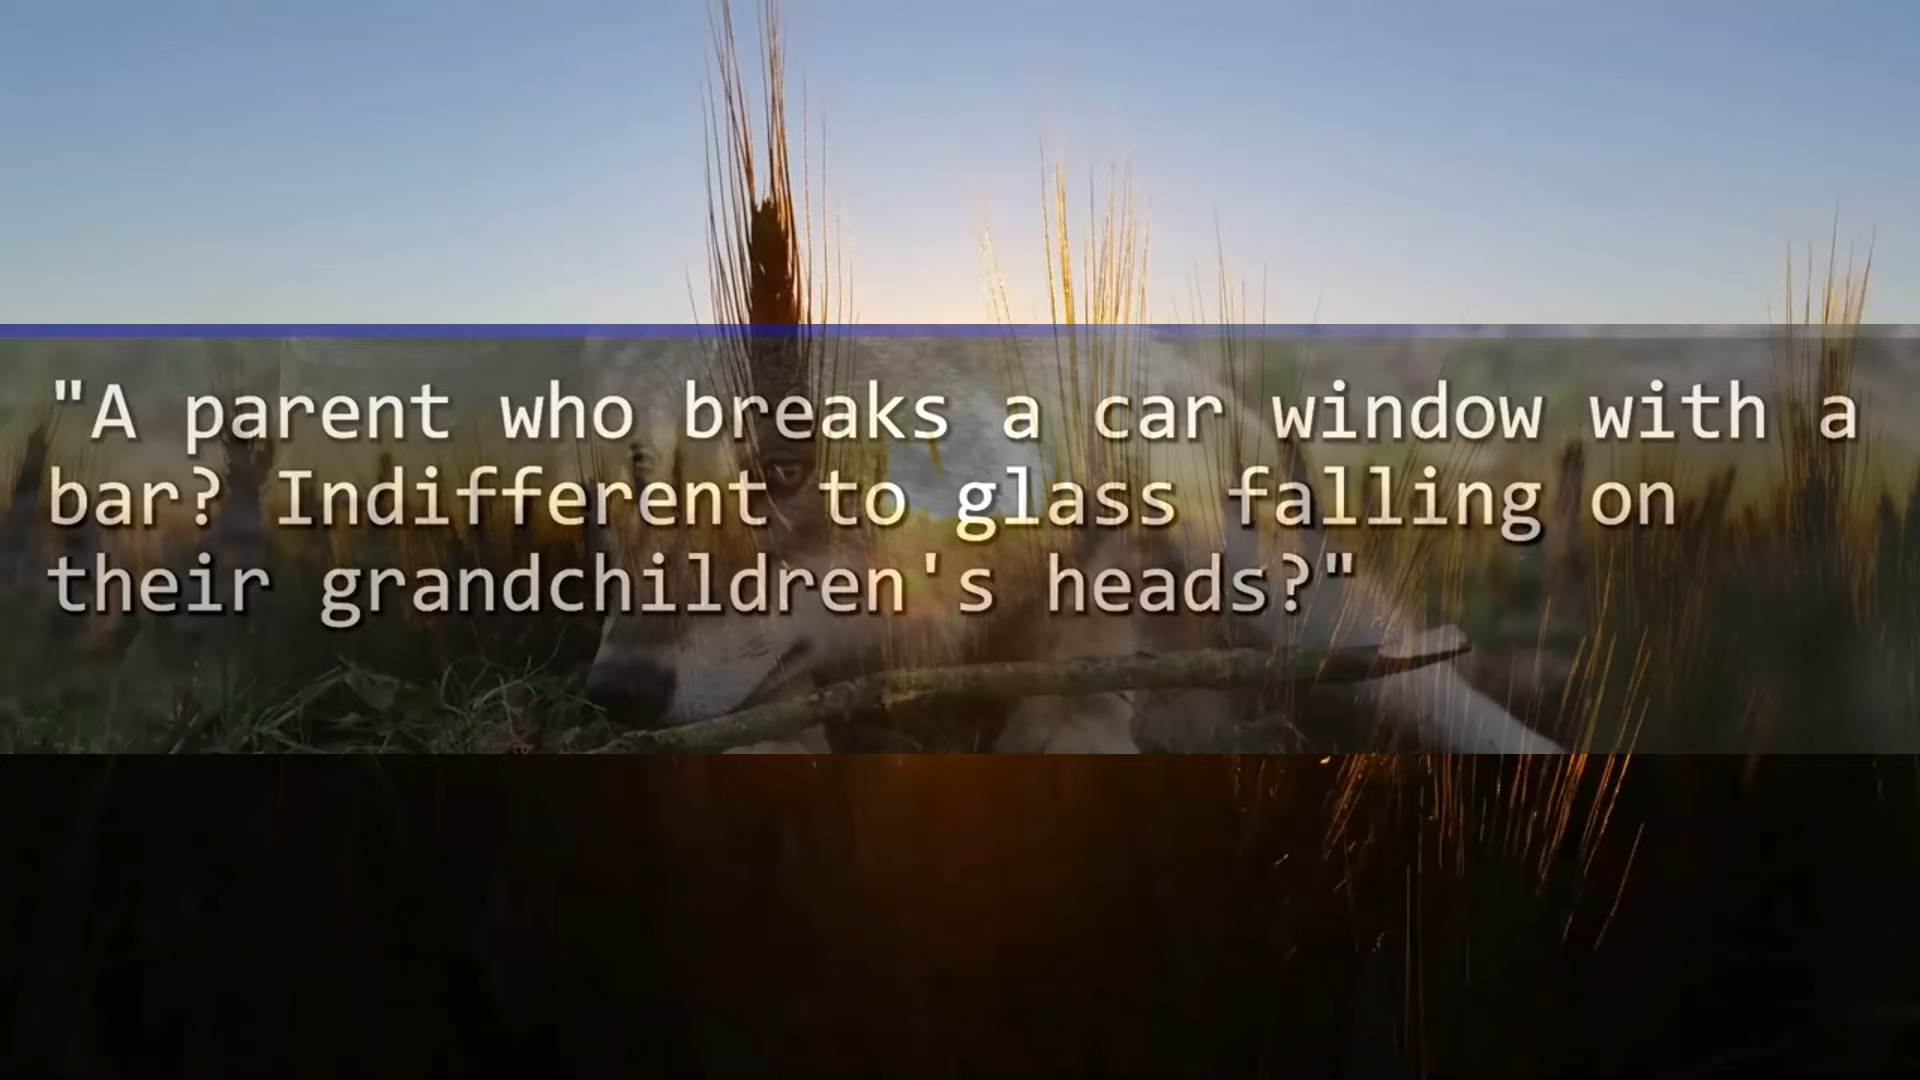 "A parent who breaks a car window with a
bar? Indifferent to glass falling on
their grandchildren's heads?"